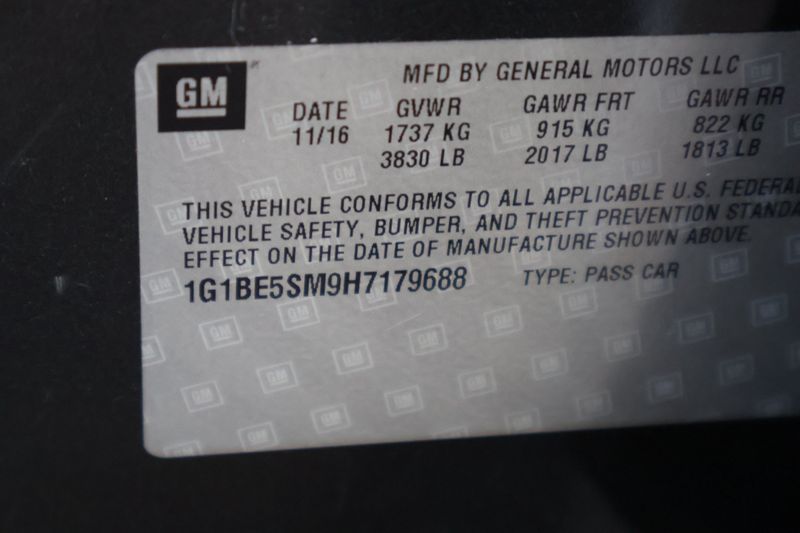 GM
MFD BY GENERAL MOTORS LLC
DATE GVWR GAWR FRT GAWR RR
11/16 1737 KG 915 KG 822 KG
3830 LB 2017 LB 1813 LB
THIS VEHICLE CONFORMS TO ALL APPLICABLE U.S. FEDERAL
VEHICLE SAFETY, BUMPER, AND THEFT PREVENTION STANDA
EFFECT ON THE DATE OF MANUFACTURE SHOWN ABOVE.
1G1BE5SM9H7179688 TYPE: PASS CAR